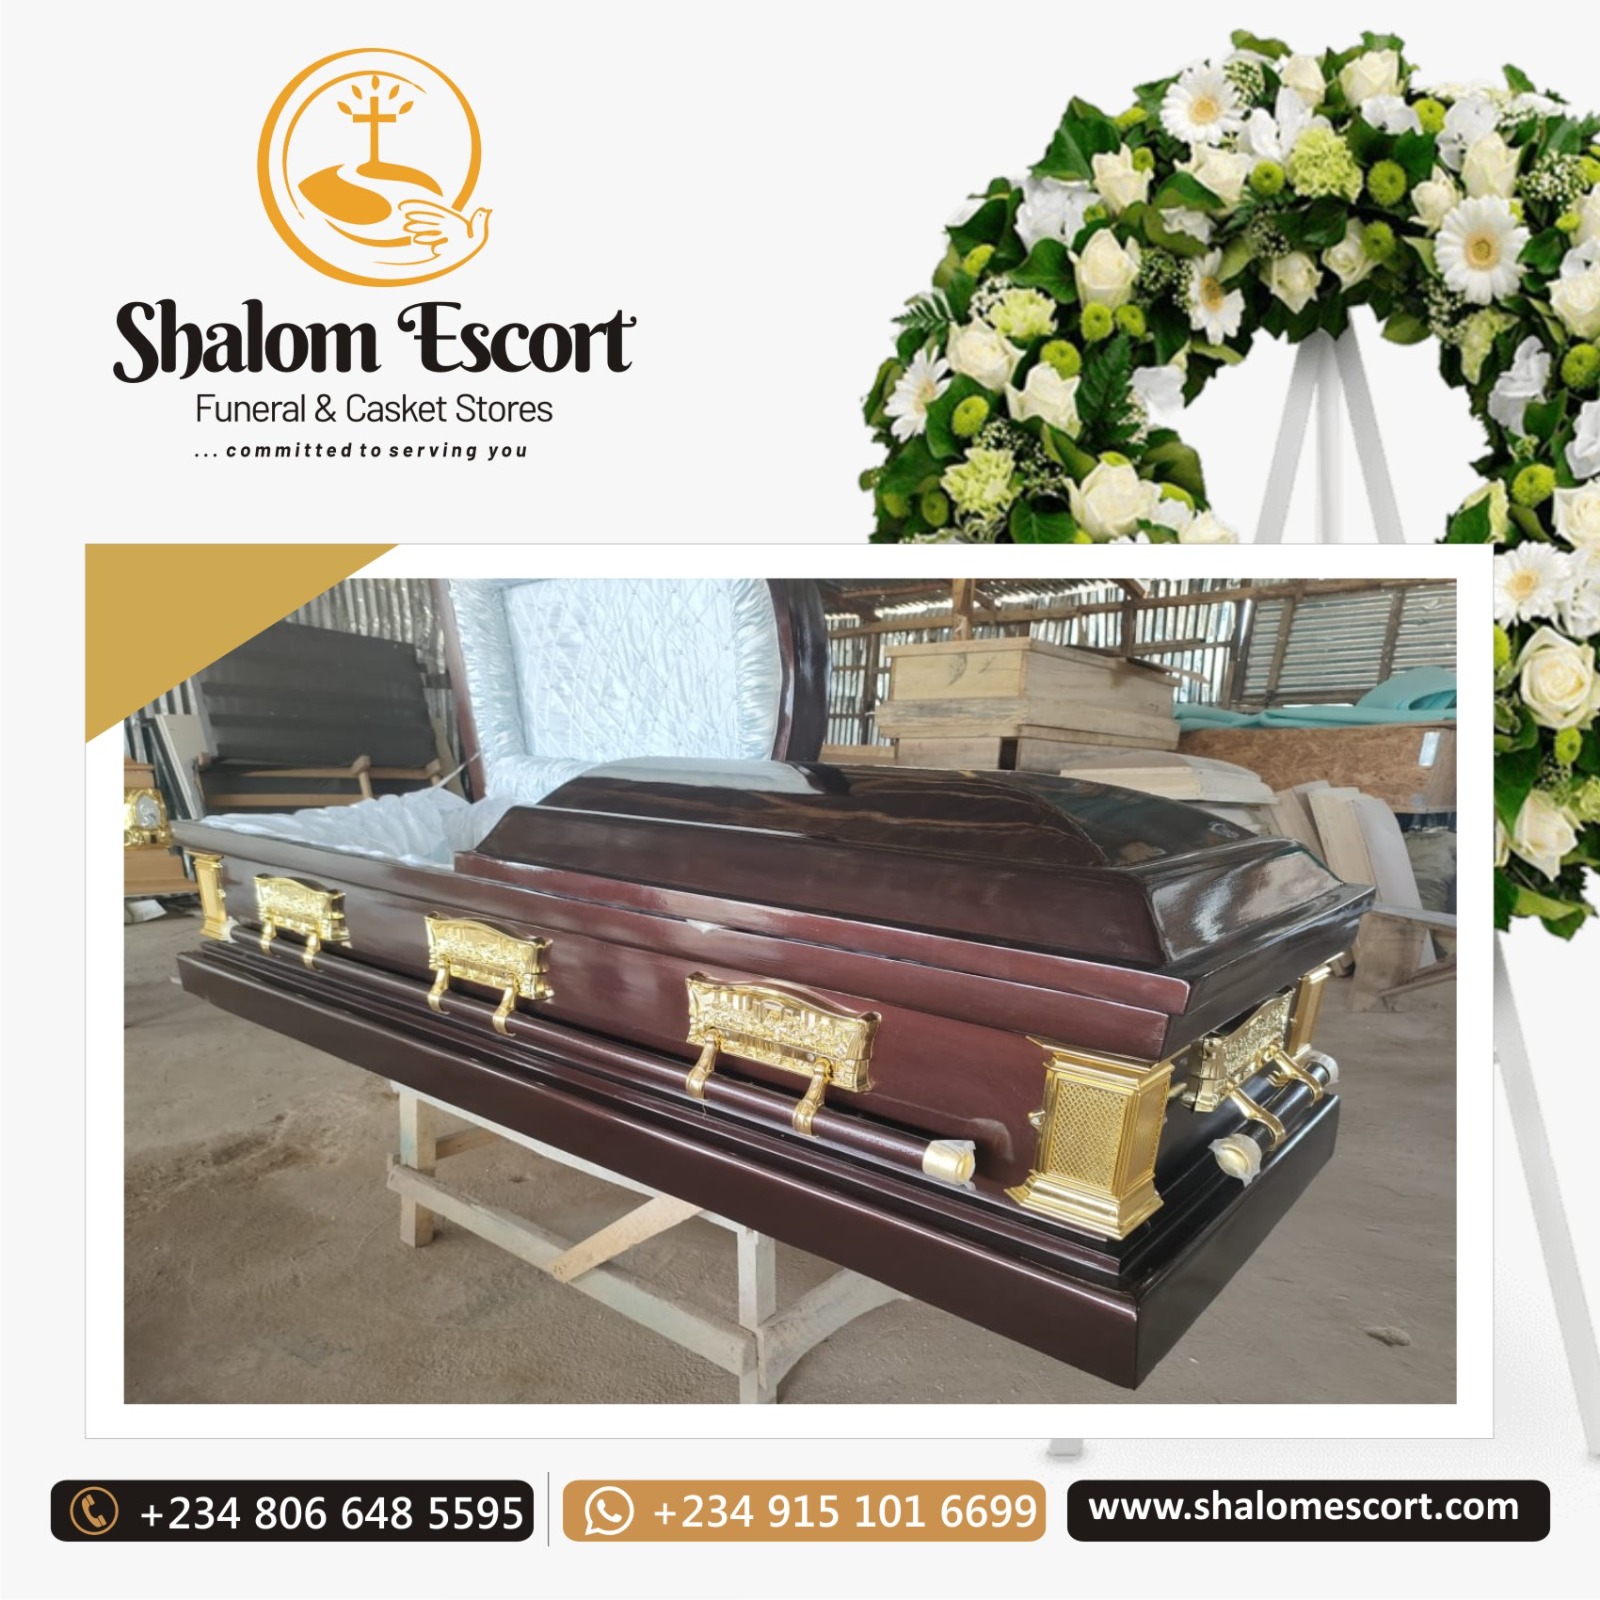 Shalom Escort
Funeral & Casket Stores
... committed to serving you
+234 806 648 5595
+234 915 101 6699
www.shalomescort.com